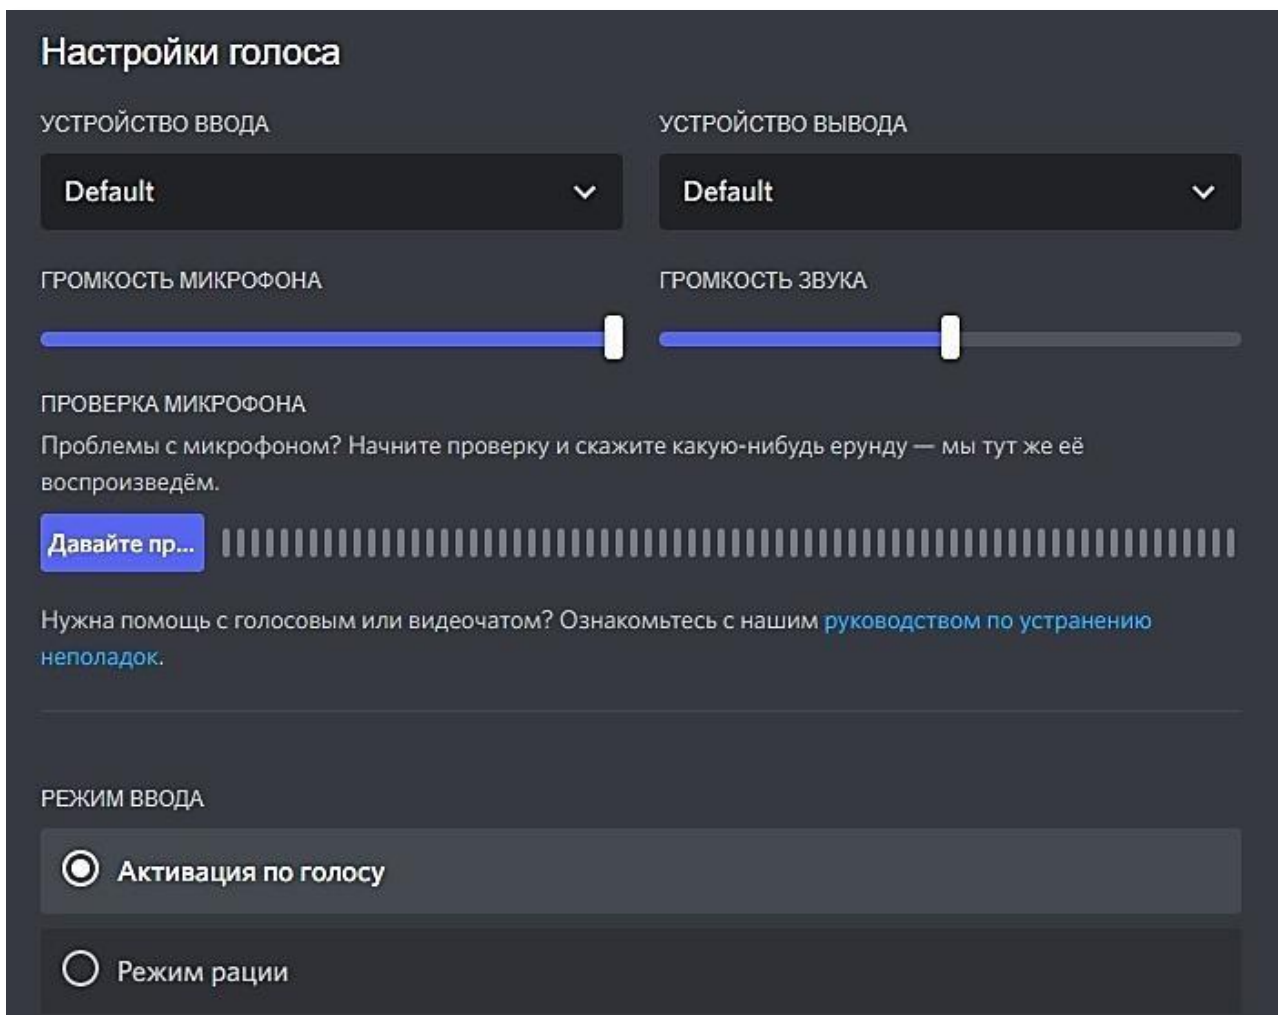 Настройки голоса
УСТРОЙСТВО ВВОДА
УСТРОЙСТВО ВЫВОДА
Default
Default
ГРОМКОСТЬ МИКРОФОНА
ГРОМКОСТЬ ЗВУКА
ПРОВЕРКА МИКРОФОНА
Проблемы с микрофоном? Начните проверку и скажите какую-нибудь ерунду — мы тут же её
воспроизведём.
Давайте пр...
Нужна помощь с голосовым или видеочатом? Ознакомьтесь с нашим руководством по устранению
неполадок.
РЕЖИМ ВВОДА
Активация по голосу
Режим рации